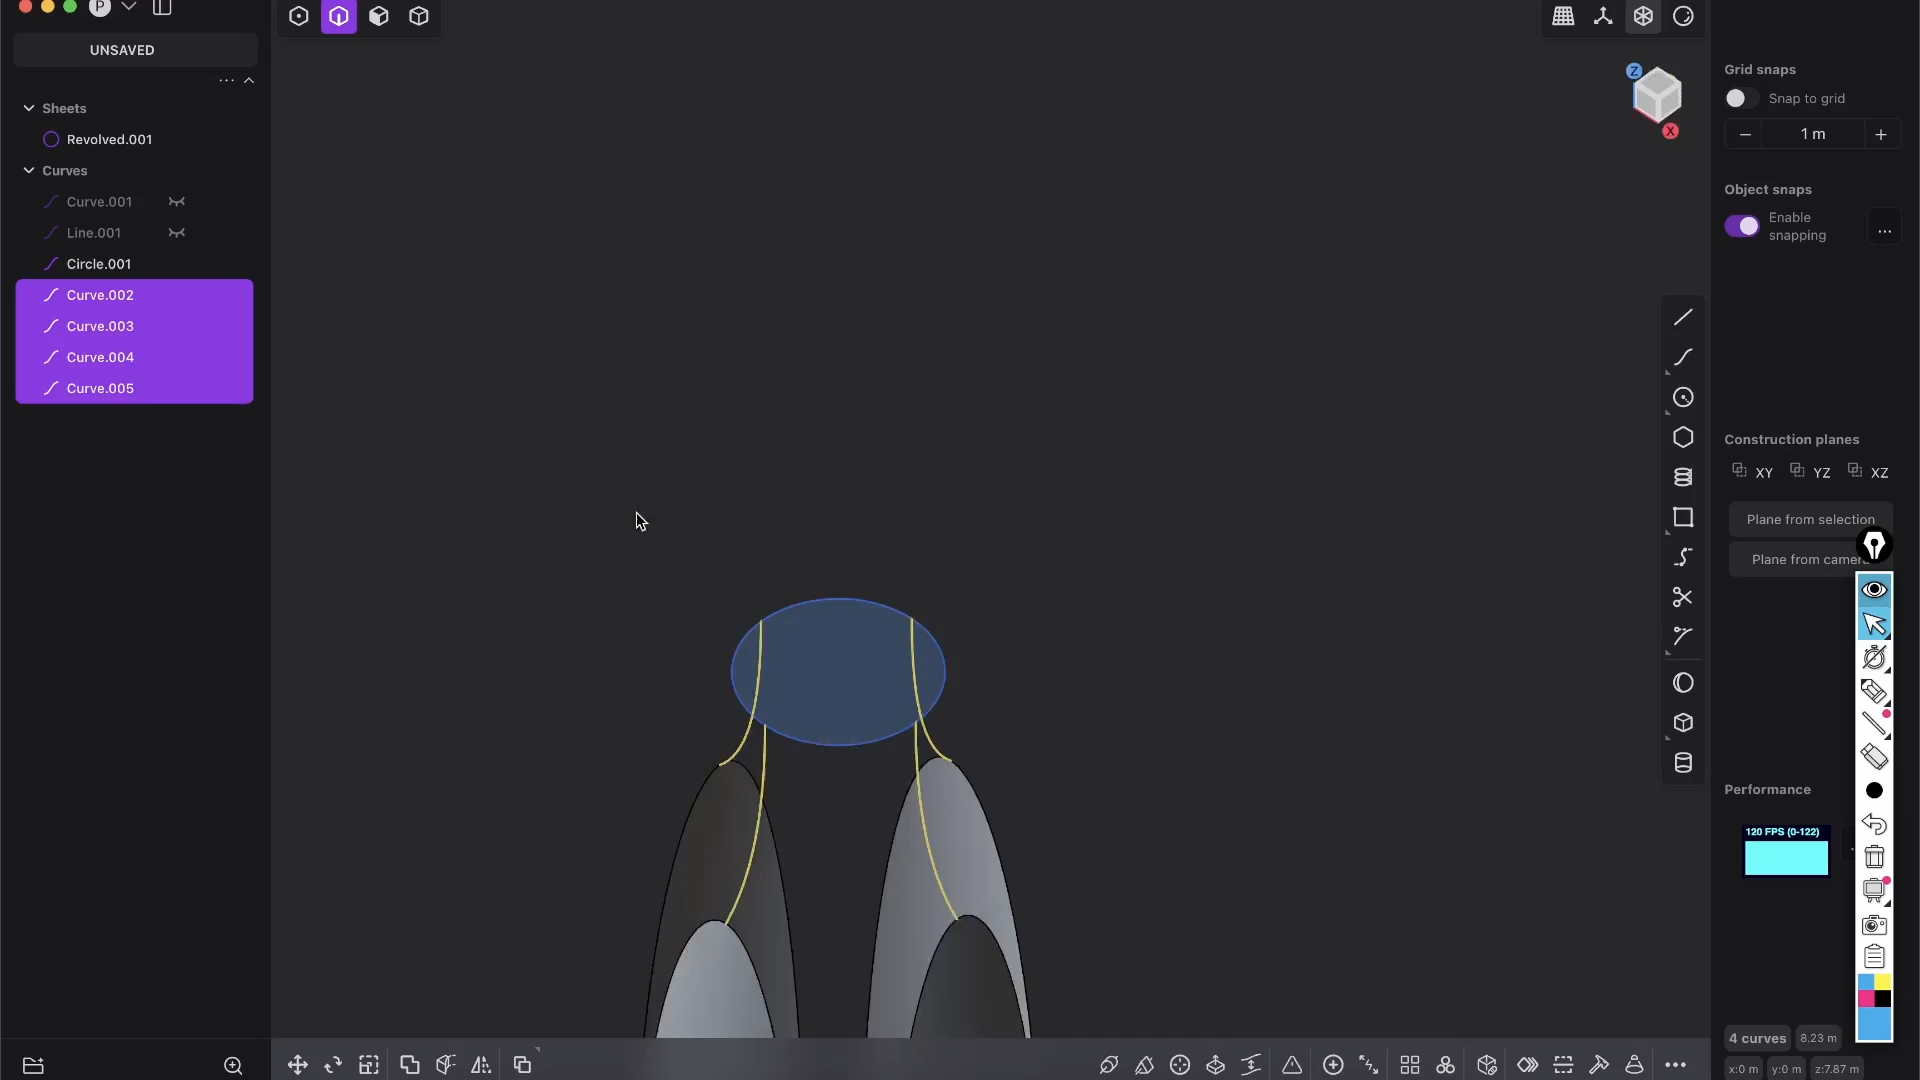 P
UNSAVED
Sheets
Revolved.001
Curves
Curve.001
Line.001
Circle.001
Curve.002
Curve.003
Curve.004
Curve.005
Z
X
Grid snaps
Snap to grid
1 m
Object snaps
Enable
snapping
Construction planes
XY YZ XZ
Plane from selection
Plane from camera
Performance
120 FPS (0-122)
4 curves 8.23 m
x:0 m y:0 m z:7.87 m